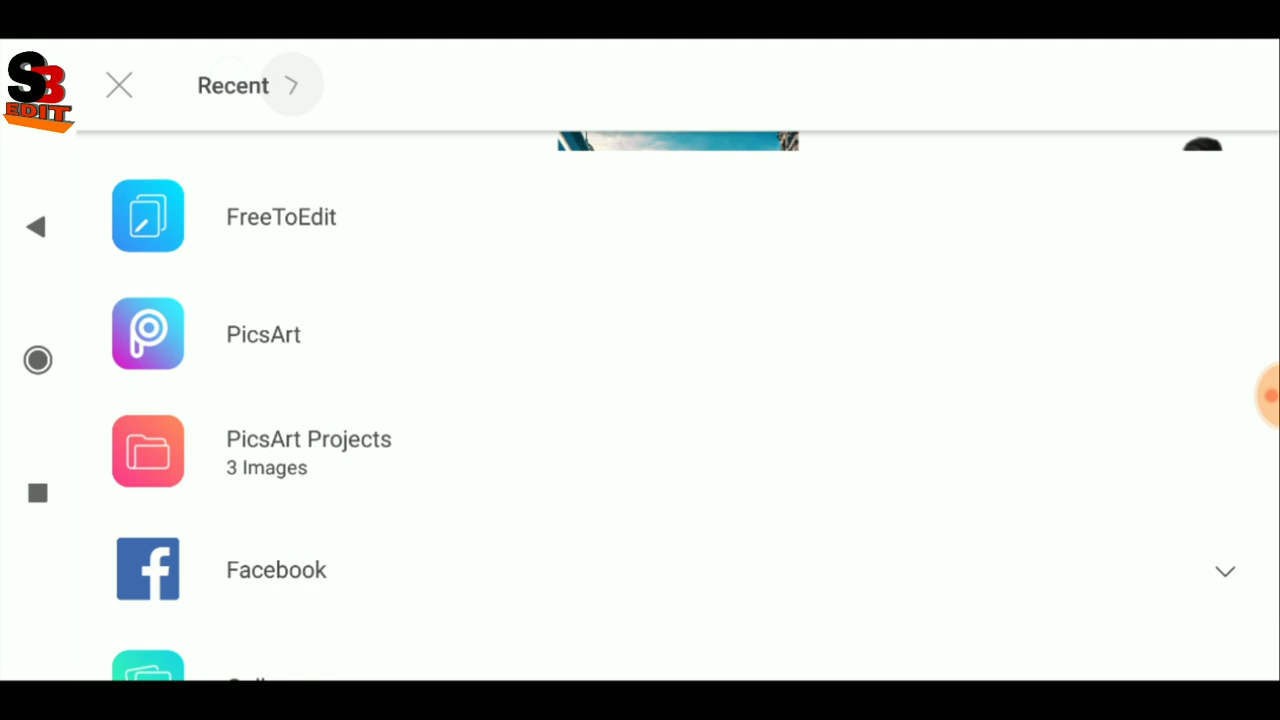 S3
EDIT
Recent
FreeToEdit
PicsArt
PicsArt Projects
3 Images
Facebook